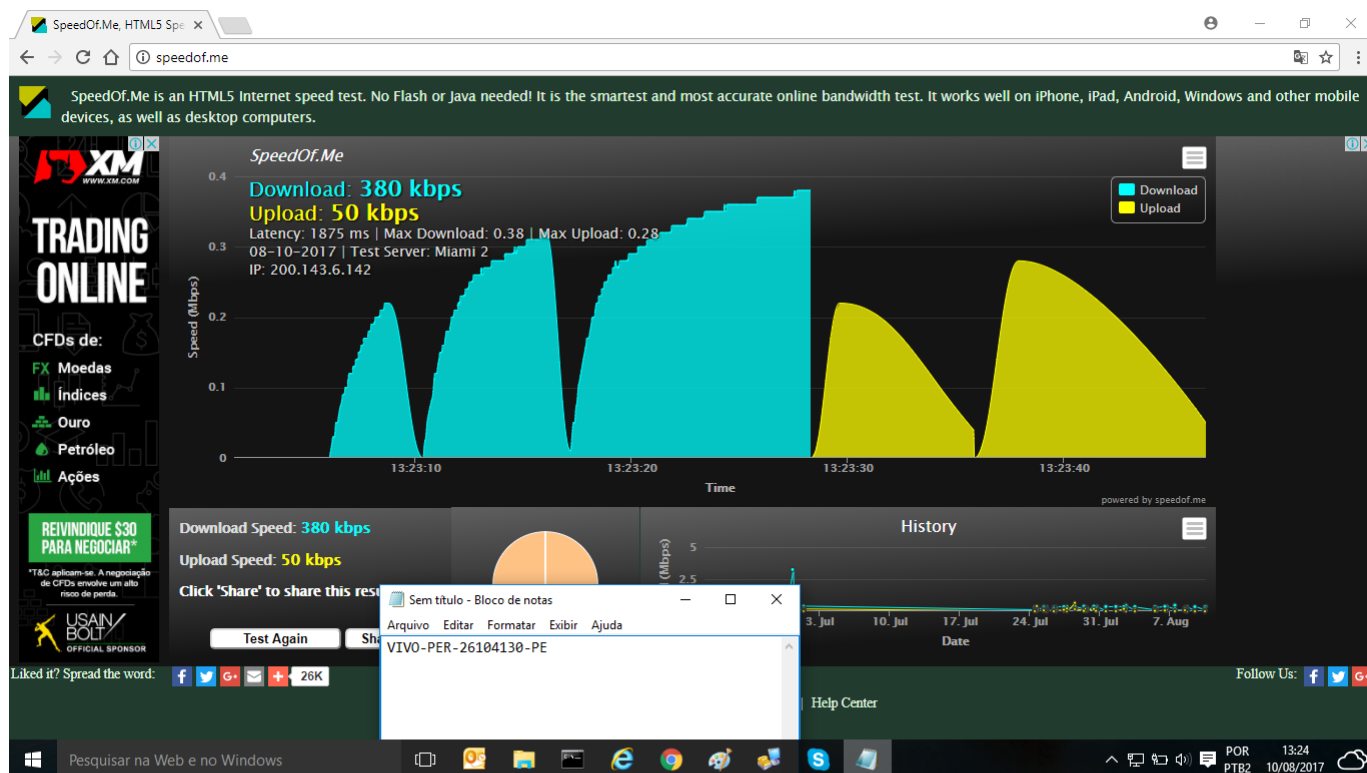 SpeedOf.Me, HTML5 Spe
speedof.me
SpeedOf.Me is an HTML5 Internet speed test. No Flash or Java needed! It is the smartest and most accurate online bandwidth test. It works well on iPhone, iPad, Android, Windows and other mobile
devices, as well as desktop computers.
XM
WWW.XM.COM
TRADING
ONLINE
CFDs de:
FX Moedas
Índices
Ouro
Petróleo
Ações
REIVINDIQUE $30
PARA NEGOCIAR*
*T&C aplicam-se. A negociação
de CFDs envolve um alto
risco de perda.
USAIN
BOLT
OFFICIAL SPONSOR
SpeedOf.Me
Download: 380 kbps
Upload: 50 kbps
Latency: 1875 ms | Max Download: 0.38 | Max Upload: 0.28
08-10-2017 | Test Server: Miami 2
IP: 200.143.6.142
Download
Upload
Speed (Mbps)
0.4
0.3
0.2
0.1
0
13:23:10 13:23:20 13:23:30 13:23:40
Time
powered by speedof.me
Download Speed: 380 kbps
Upload Speed: 50 kbps
Click 'Share' to share this resu
Test Again Sha
History
(Mbps)
5
2.5
3. Jul 10. Jul 17. Jul 24. Jul 31. Jul 7. Aug
Date
Sem título - Bloco de notas
Arquivo Editar Formatar Exibir Ajuda
VIVO-PER-26104130-PE
Liked it? Spread the word:
26K
Follow Us:
| Help Center
Pesquisar na Web e no Windows
POR
PTB2
13:24
10/08/2017